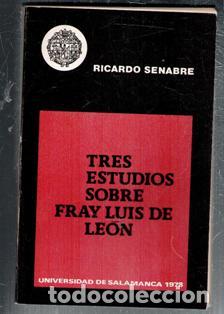 RICARDO SENABRE
TRES
ESTUDIOS
SOBRE
FRAY LUIS DE
LEÓN
UNIVERSIDAD DE SALAMANCA 1978
todocoleccion